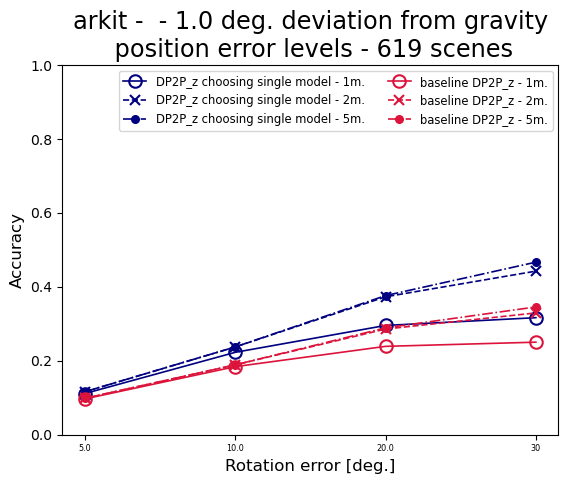 arkit -  - 1.0 deg. deviation from gravity
position error levels - 619 scenes
DP2P_z choosing single model - 1m.
DP2P_z choosing single model - 2m.
DP2P_z choosing single model - 5m.
baseline DP2P_z - 1m.
baseline DP2P_z - 2m.
baseline DP2P_z - 5m.
1.0
0.8
0.6
0.4
0.2
0.0
Accuracy
5.0
10.0
20.0
30
Rotation error [deg.]